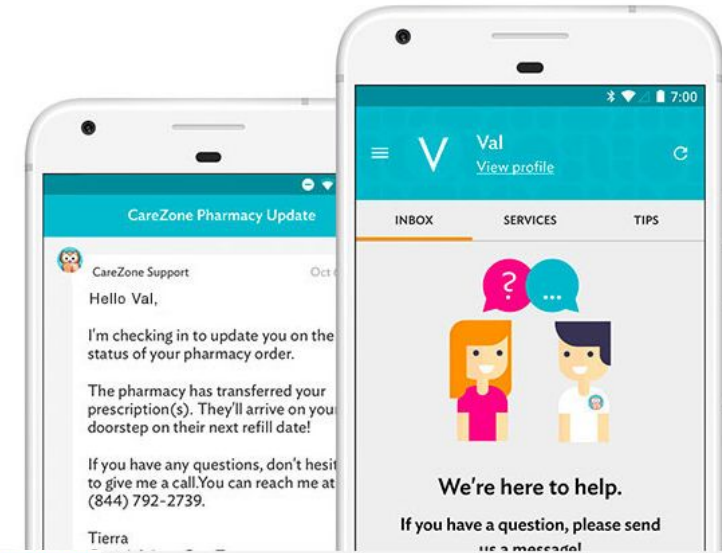 CareZone Pharmacy Update
CareZone Support Oct
Hello Val,
I'm checking in to update you on the
status of your pharmacy order.
The pharmacy has transferred your
prescription(s). They'll arrive on
doorstep on their next refill date!
If you have any questions, don't
to give me a call.You can reach me at
(844) 792-2739.
Tierra
7:00
V
Val
View profile
INBOX SERVICES TIPS
?
...
We're here to help.
If you have a question, please send
us a message!